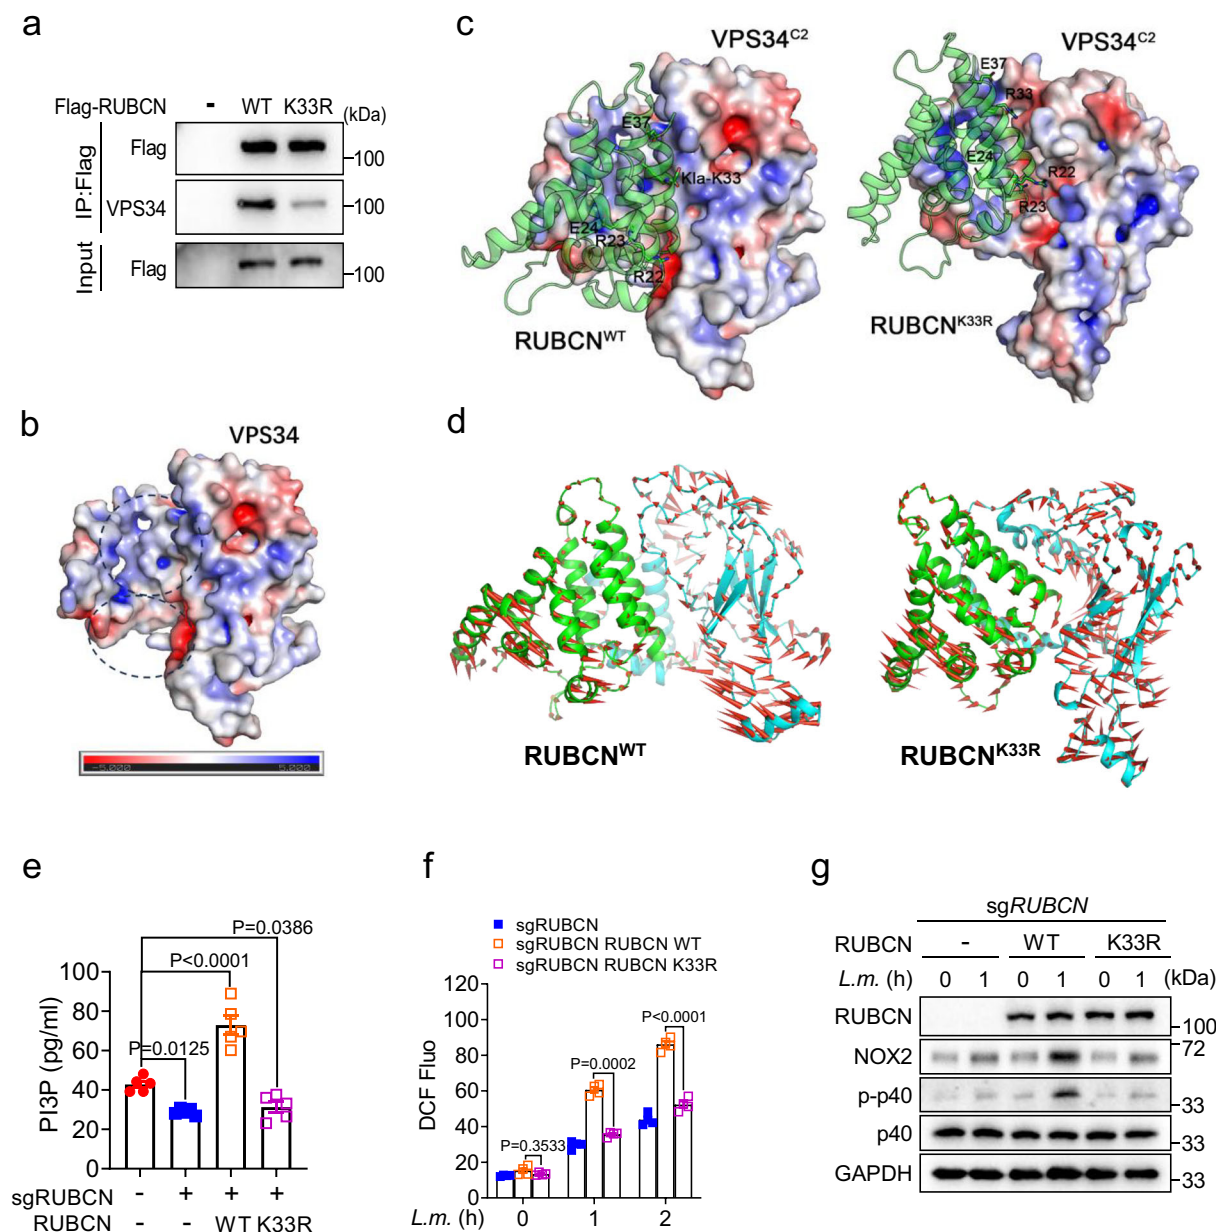 a
Flag-RUBCN - WT K33R (kDa)
IP:Flag
Flag
100
VPS34
100
Input
Flag
100
b
VPS34
-5.000 5.000
c
VPS34C2
E37
Kla-K33
E24
R23
R22
RUBCNWT
VPS34C2
E37
R33
E24
R22
R23
RUBCNK33R
d
RUBCNWT
RUBCNK33R
e
P=0.0386
P<0.0001
P=0.0125
PI3P (pg/ml)
100
80
60
40
20
0
sgRUBCN - + + +
RUBCN - - WT K33R
f
sgRUBCN
sgRUBCN RUBCN WT
sgRUBCN RUBCN K33R
DCF Fluo
120
100
80
60
40
20
0
P=0.3533
P=0.0002
P<0.0001
L.m. (h) 0 1 2
g
sgRUBCN
RUBCN - WT K33R
L.m. (h) 0 1 0 1 0 1 (kDa)
RUBCN
100
NOX2
72
p-p40
33
p40
33
GAPDH
33